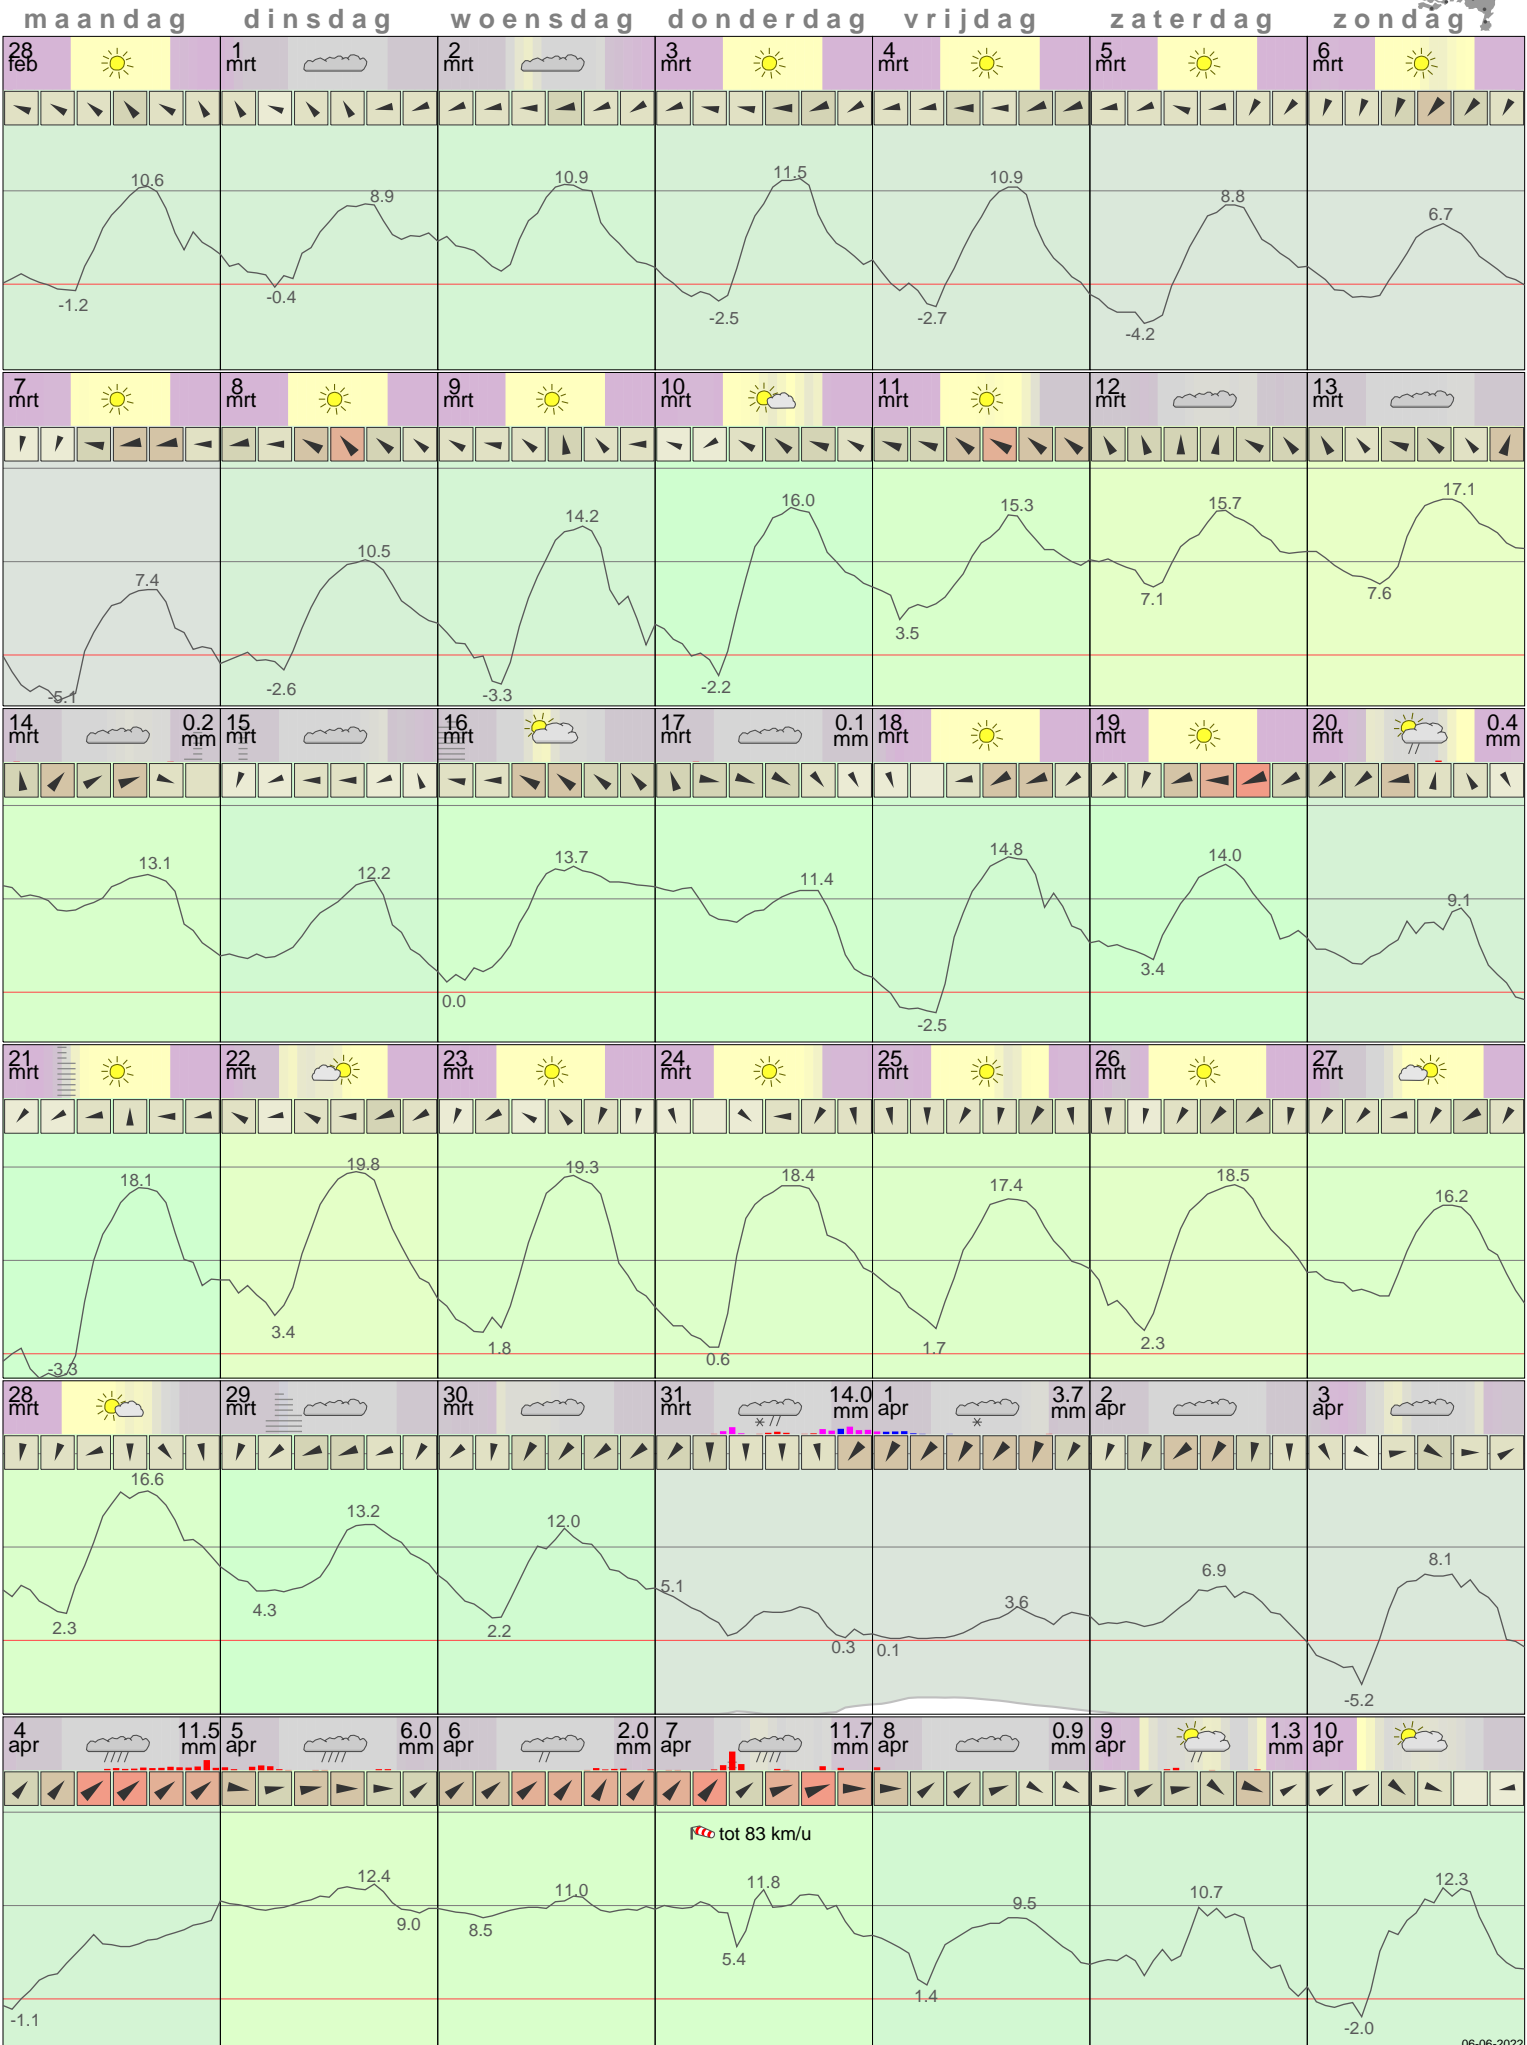 maandag dinsdag woensdag donderdag vrijdag zaterdag zondag
28 1 2 3 4 5 6
feb mrt mrt mrt mrt mrt mrt
10.6 8.9 10.9 11.5 10.9 8.8 6.7
-1.2 -0.4 -2.5 -2.7 -4.2
7 8 9 10 11 12 13
mrt mrt mrt mrt mrt mrt mrt
7.4 10.5 14.2 16.0 15.3 15.7 17.1
-5.1 -2.6 -3.3 -2.2 3.5 7.1 7.6
14 0.2 15 16 17 0.1 18 19 20 0.4
mrt mm mrt mrt mrt mm mrt mrt mrt mm
13.1 12.2 13.7 11.4 14.8 14.0 9.1
0.0 -2.5 3.4
21 22 23 24 25 26 27
mrt mrt mrt mrt mrt mrt mrt
18.1 19.8 19.3 18.4 17.4 18.5 16.2
-3.3 3.4 1.8 0.6 1.7 2.3
28 29 30 31 14.0 1 3.7 2 3
mrt mrt mrt mrt mm apr mm apr apr
16.6 13.2 12.0 5.1 3.6 6.9 8.1
2.3 4.3 2.2 0.3 0.1 -5.2
4 11.5 5 6.0 6 2.0 7 11.7 8 0.9 9 1.3 10
apr mm apr mm apr mm apr mm apr mm apr mm apr
tot 83 km/u
12.4 11.0 11.8 9.5 10.7 12.3
-1.1 9.0 8.5 5.4 1.4 -2.0
06-06-2022